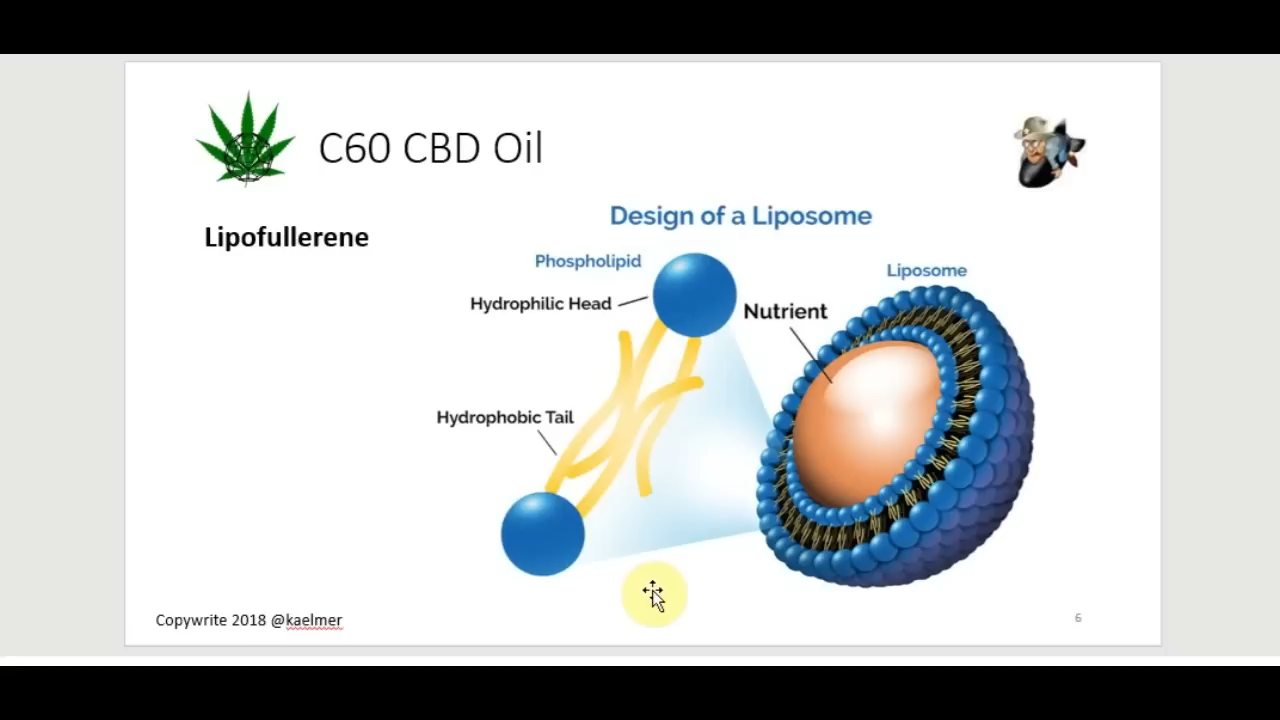 C60 CBD Oil
Lipofullerene
Design of a Liposome
Phospholipid
Liposome
Hydrophilic Head
Nutrient
Hydrophobic Tail
Copywrite 2018 @kaelmer
6